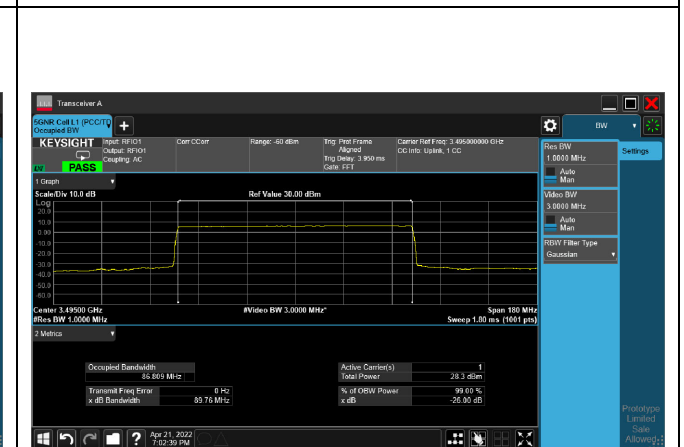 Transceiver A
5GNR Cell L1 (PCC/TD
Occupied BW
BW
KEYSIGHT
PASS
Input: RFIO1
Output: RFIO1
Coupling: AC
Corr CCorr
Range: -60 dBm
Trig: Prot Frame
Aligned
Trig Delay: 3.950 ms
Gate: FFT
Carrier Ref Freq: 3.495000000 GHz
CC Info: Uplink, 1 CC
Res BW
1.0000 MHz
Auto
Man
Settings
Video BW
3.0000 MHz
Auto
Man
RBW Filter Type
Gaussian
1 Graph
Scale/Div 10.0 dB
Ref Value 30.00 dBm
Log
20.0
10.0
0.00
-10.0
-20.0
-30.0
-40.0
-50.0
-60.0
Center 3.49500 GHz
#Video BW 3.0000 MHz*
Span 180 MHz
#Res BW 1.0000 MHz
Sweep 1.80 ms (1001 pts)
2 Metrics
Occupied Bandwidth
86.809 MHz
Active Carrier(s) 1
Total Power 28.3 dBm
Transmit Freq Error 0 Hz
x dB Bandwidth 89.76 MHz
% of OBW Power 99.00 %
x dB -26.00 dB
Apr 21, 2022
7:02:39 PM
Prototype
Limited
Sale
Allowed